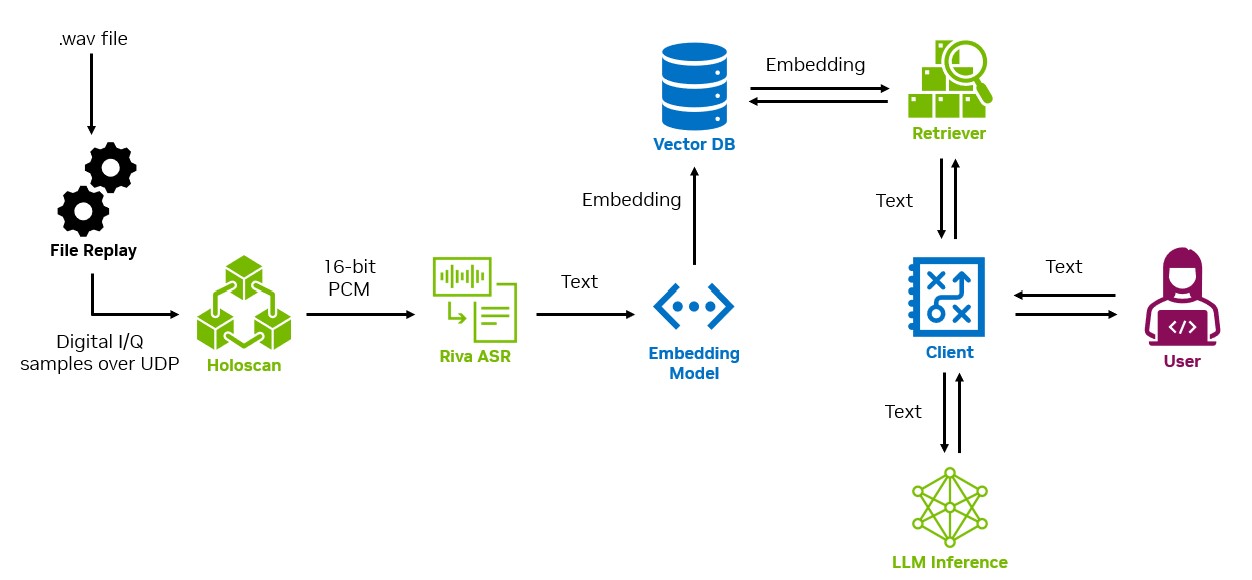 .wav file
File Replay
Digital I/Q
samples over UDP
Holoscan
16-bit
PCM
Riva ASR
Text
Embedding
Model
Embedding
Vector DB
Embedding
Retriever
Text
Client
Text
User
Text
LLM Inference